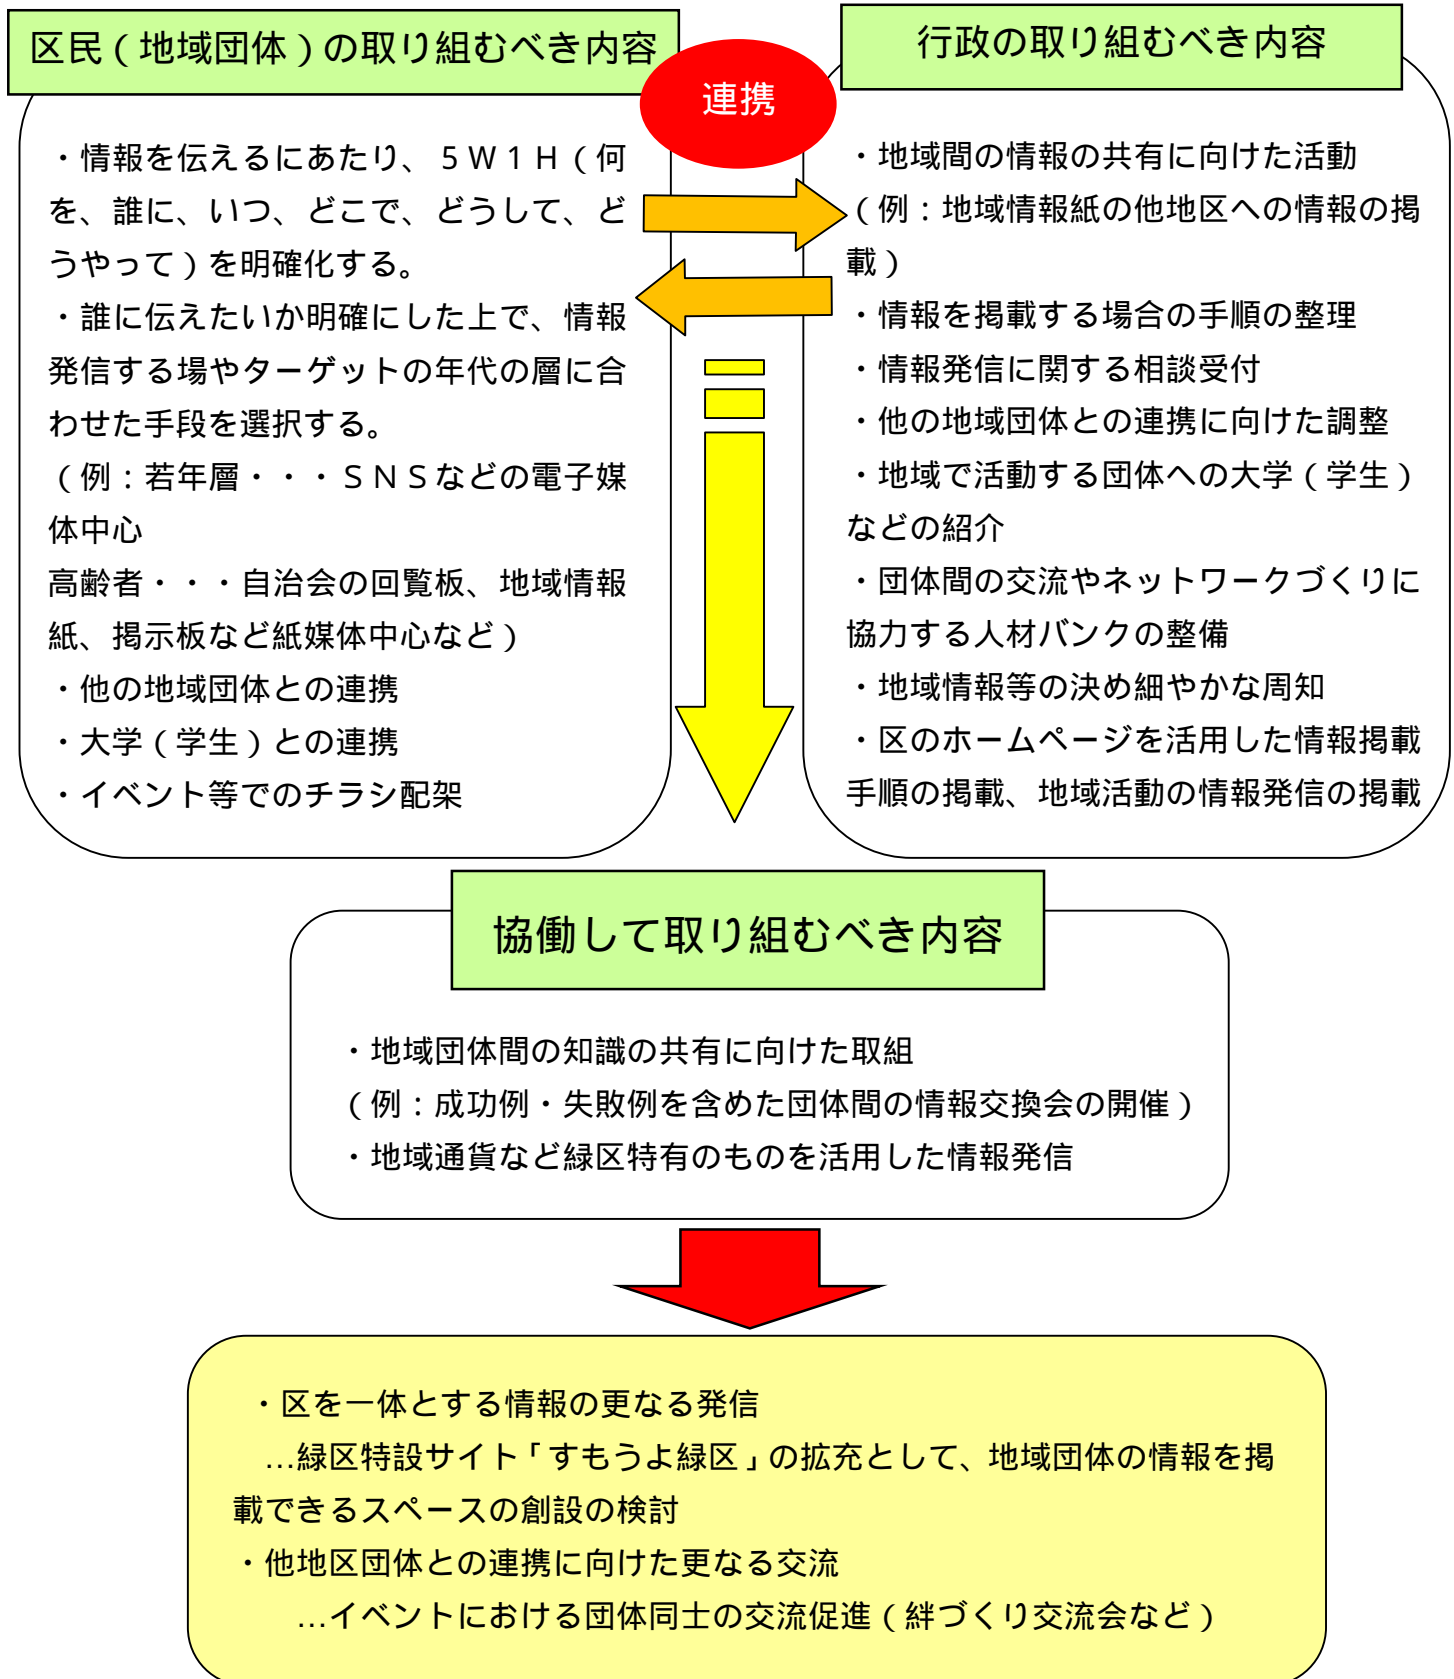 区民（地域団体）の取り組むべき内容
・情報を伝えるにあたり、５Ｗ１Ｈ（何
を、誰に、いつ、どこで、どうして、ど
うやって）を明確化する。
・誰に伝えたいか明確にした上で、情報
発信する場やターゲットの年代の層に合
わせた手段を選択する。
（例：若年層・・・ＳＮＳなどの電子媒
体中心
高齢者・・・自治会の回覧板、地域情報
紙、掲示板など紙媒体中心など）
・他の地域団体との連携
・大学（学生）との連携
・イベント等でのチラシ配架
連携
行政の取り組むべき内容
・地域間の情報の共有に向けた活動
（例：地域情報紙の他地区への情報の掲
載）
・情報を掲載する場合の手順の整理
・情報発信に関する相談受付
・他の地域団体との連携に向けた調整
・地域で活動する団体への大学（学生）
などの紹介
・団体間の交流やネットワークづくりに
協力する人材バンクの整備
・地域情報等の決め細やかな周知
・区のホームページを活用した情報掲載
手順の掲載、地域活動の情報発信の掲載
協働して取り組むべき内容
・地域団体間の知識の共有に向けた取組
（例：成功例・失敗例を含めた団体間の情報交換会の開催）
・地域通貨など緑区特有のものを活用した情報発信
・区を一体とする情報の更なる発信
…緑区特設サイト「すもうよ緑区」の拡充として、地域団体の情報を掲
載できるスペースの創設の検討
・他地区団体との連携に向けた更なる交流
…イベントにおける団体同士の交流促進（絆づくり交流会など）